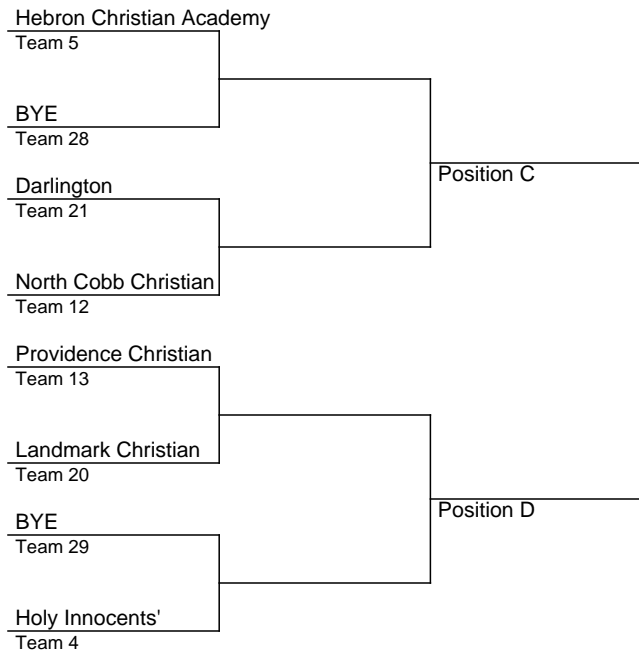 Hebron Christian Academy
Team 5
BYE
Team 28
Position C
Darlington
Team 21
North Cobb Christian
Team 12
Providence Christian
Team 13
Landmark Christian
Team 20
Position D
BYE
Team 29
Holy Innocents'
Team 4